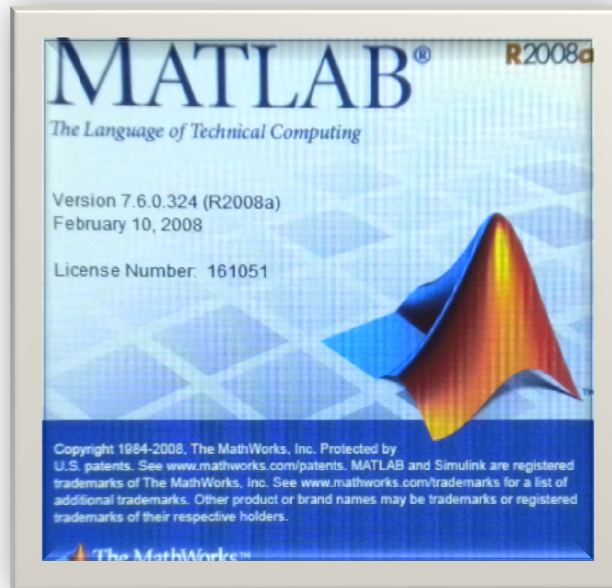 MATLAB®
R2008a
The Language of Technical Computing
Version 7.6.0.324 (R2008a)
February 10, 2008
License Number: 161051
™
Copyright 1984-2008, The MathWorks, Inc. Protected by
U.S. patents. See www.mathworks.com/patents. MATLAB and Simulink are registered
trademarks of The MathWorks, Inc. See www.mathworks.com/trademarks for a list of
additional trademarks. Other product or brand names may be trademarks or registered
trademarks of their respective holders.
The MathWorks™